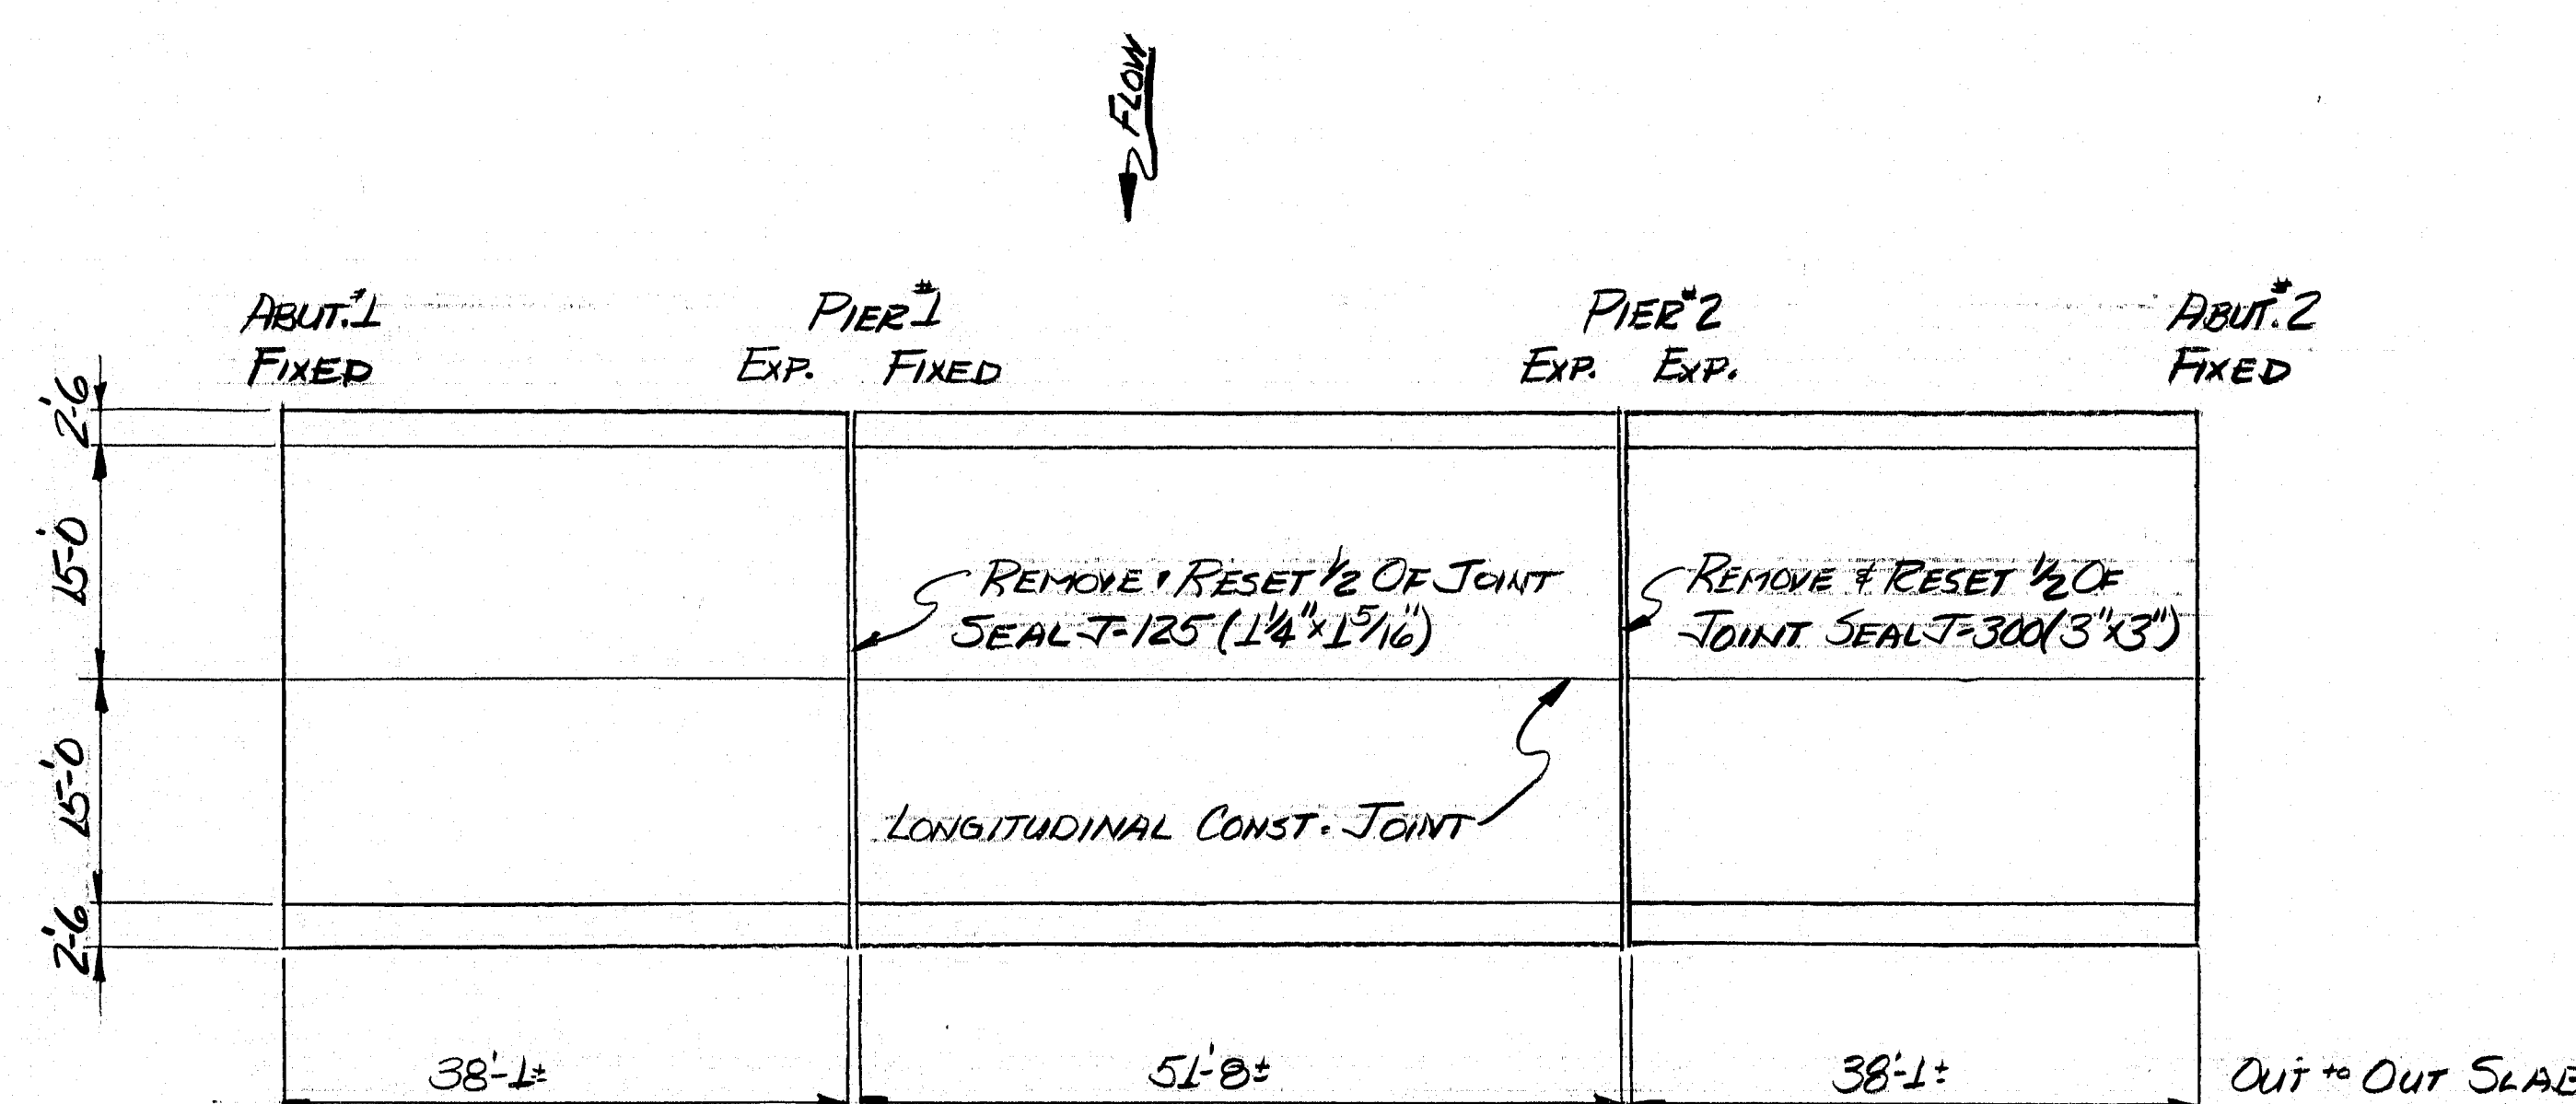 FLOW
ABUT.#1
FIXED
PIER #1
EXP. FIXED
PIER #2
EXP. EXP.
ABUT.#2
FIXED
2'-6
15'-0
15'-0
2'-6
REMOVE & RESET 1/2 OF JOINT
SEAL J-125 (1 1/4" x 1 5/16")
REMOVE & RESET 1/2 OF
JOINT SEAL J-300 (3"x3")
LONGITUDINAL CONST. JOINT
38'-1±
51'-8±
38'-1±
OUT to OUT SLAB